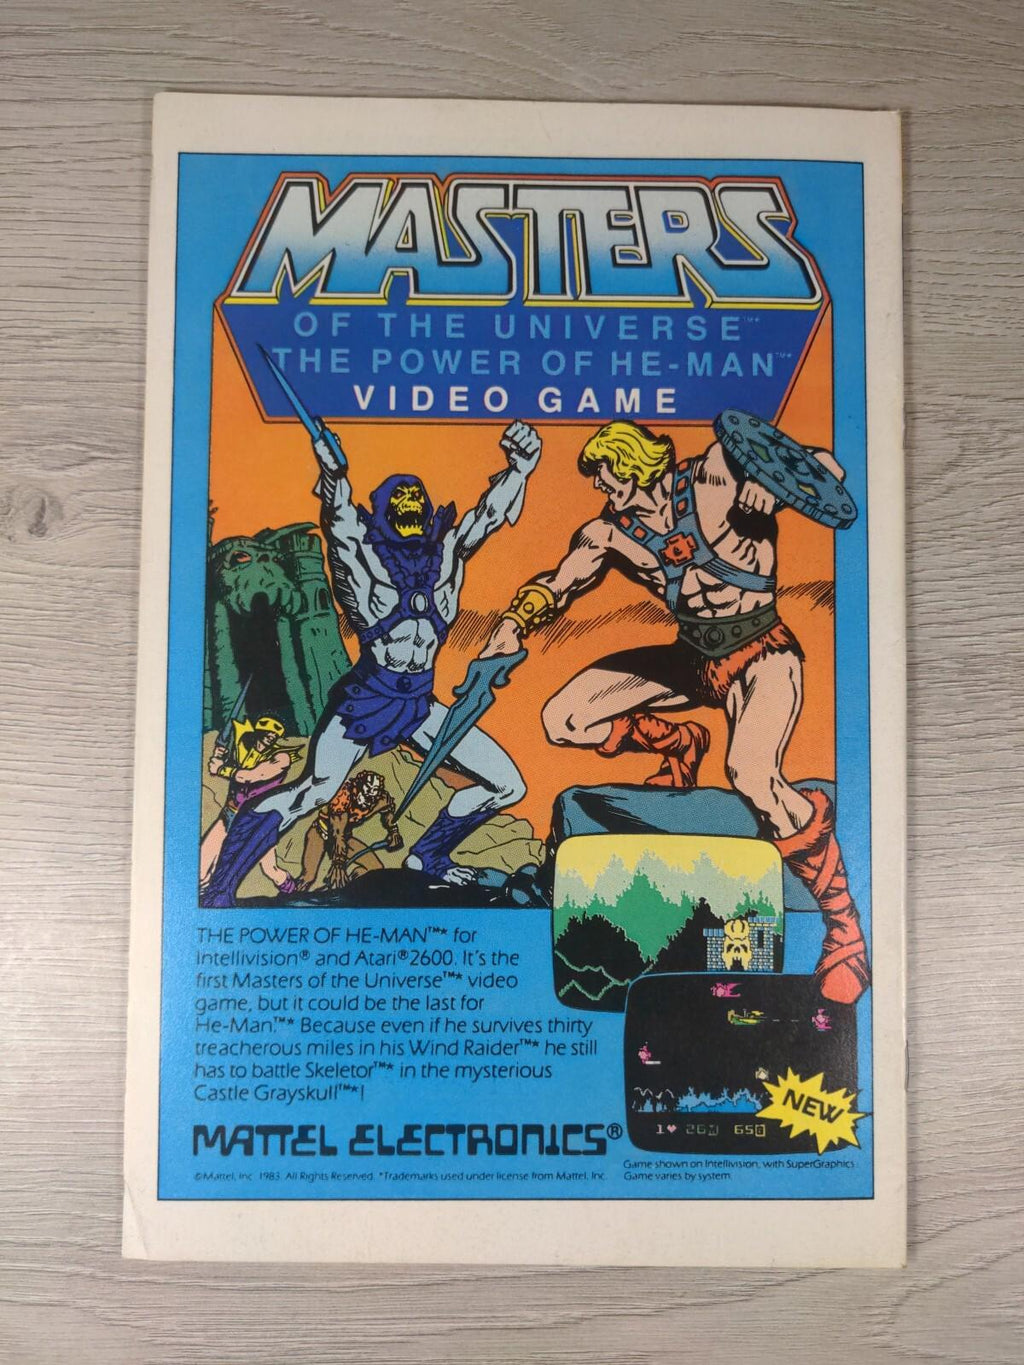 MASTERS
OF THE UNIVERSE™*
THE POWER OF HE-MAN™*
VIDEO GAME
THE POWER OF HE-MAN™* for
Intellivision® and Atari® 2600. It's the
first Masters of the Universe™* video
game, but it could be the last for
He-Man.™* Because even if he survives thirty
treacherous miles in his Wind Raider™* he still
has to battle Skeletor™* in the mysterious
Castle Grayskull™*!
1♥ 650
NEW
MATTEL ELECTRONICS®
Game shown on Intellivision, with SuperGraphics.
Game varies by system.
©Mattel, Inc. 1983. All Rights Reserved. *Trademarks used under license from Mattel, Inc.